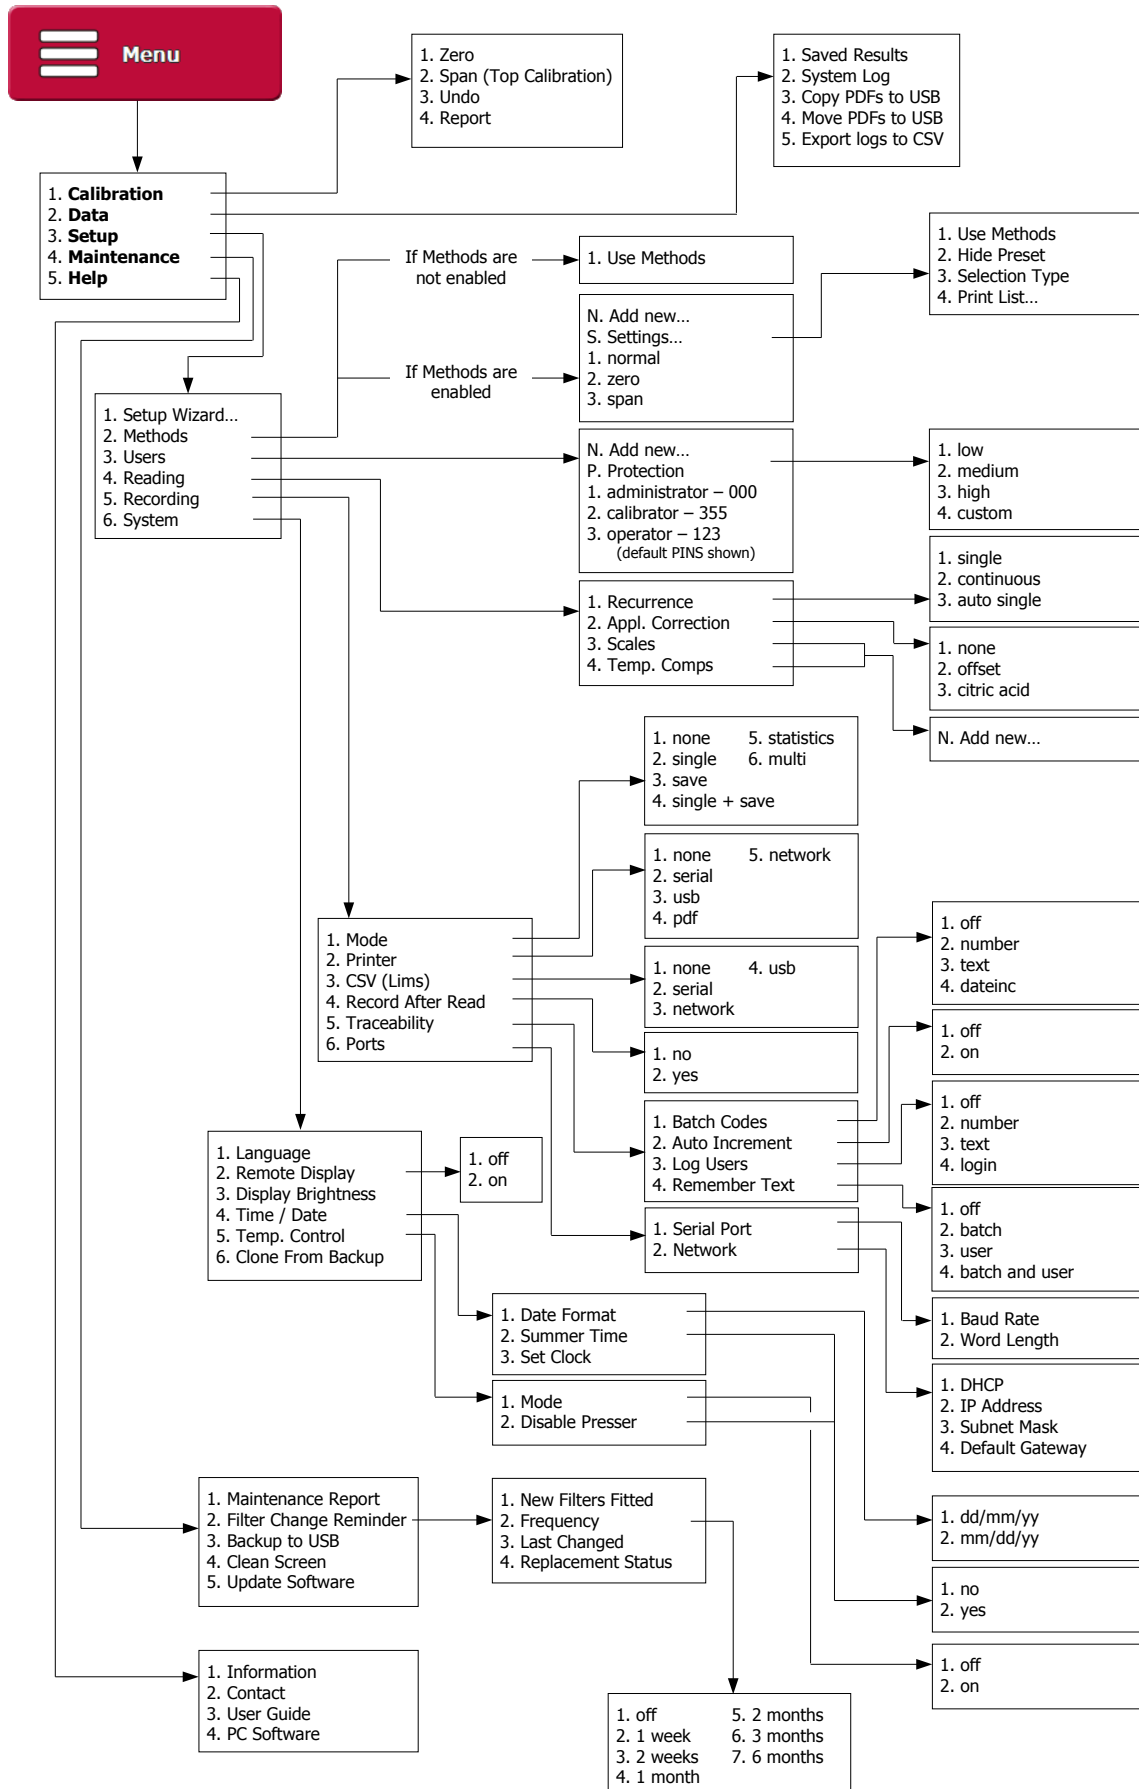 Menu
1. Zero
2. Span (Top Calibration)
3. Undo
4. Report
1. Saved Results
2. System Log
3. Copy PDFs to USB
4. Move PDFs to USB
5. Export logs to CSV
1. Calibration
2. Data
3. Setup
4. Maintenance
5. Help
If Methods are
not enabled
1. Use Methods
1. Use Methods
2. Hide Preset
3. Selection Type
4. Print List...
If Methods are
enabled
N. Add new...
S. Settings...
1. normal
2. zero
3. span
1. Setup Wizard...
2. Methods
3. Users
4. Reading
5. Recording
6. System
N. Add new...
P. Protection
1. administrator – 000
2. calibrator – 355
3. operator – 123
(default PINS shown)
1. low
2. medium
3. high
4. custom
1. Recurrence
2. Appl. Correction
3. Scales
4. Temp. Comps
1. single
2. continuous
3. auto single
1. none
2. offset
3. citric acid
N. Add new...
1. none 5. statistics
2. single 6. multi
3. save
4. single + save
1. none 5. network
2. serial
3. usb
4. pdf
1. Mode
2. Printer
3. CSV (Lims)
4. Record After Read
5. Traceability
6. Ports
1. none 4. usb
2. serial
3. network
1. no
2. yes
1. off
2. number
3. text
4. dateinc
1. off
2. on
1. Batch Codes
2. Auto Increment
3. Log Users
4. Remember Text
1. off
2. number
3. text
4. login
1. off
2. batch
3. user
4. batch and user
1. Language
2. Remote Display
3. Display Brightness
4. Time / Date
5. Temp. Control
6. Clone From Backup
1. off
2. on
1. Serial Port
2. Network
1. Baud Rate
2. Word Length
1. DHCP
2. IP Address
3. Subnet Mask
4. Default Gateway
1. Date Format
2. Summer Time
3. Set Clock
1. Mode
2. Disable Presser
1. dd/mm/yy
2. mm/dd/yy
1. no
2. yes
1. off
2. on
1. Maintenance Report
2. Filter Change Reminder
3. Backup to USB
4. Clean Screen
5. Update Software
1. New Filters Fitted
2. Frequency
3. Last Changed
4. Replacement Status
1. Information
2. Contact
3. User Guide
4. PC Software
1. off 5. 2 months
2. 1 week 6. 3 months
3. 2 weeks 7. 6 months
4. 1 month